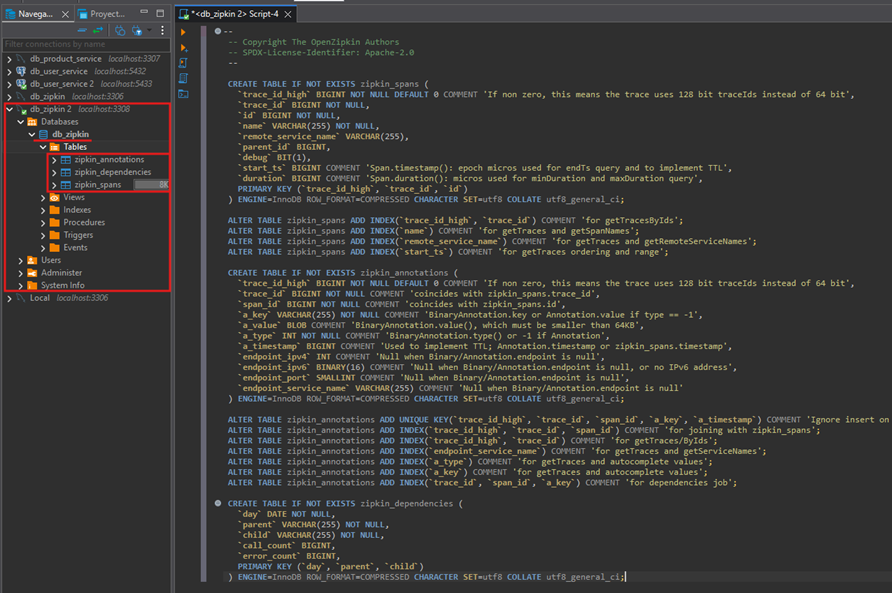 Navega...
Project...
Filter connections by name
db_product_service localhost:3307
db_user_service localhost:5432
db_user_service 2 localhost:5433
db_zipkin localhost:3306
db_zipkin 2 localhost:3308
Databases
db_zipkin
Tables
zipkin_annotations
zipkin_dependencies
zipkin_spans 8K
Views
Indexes
Procedures
Triggers
Events
Users
Administer
System Info
Local localhost:3306
*<db_zipkin 2> Script-4
--
-- Copyright The OpenZipkin Authors
-- SPDX-License-Identifier: Apache-2.0
--
CREATE TABLE IF NOT EXISTS zipkin_spans (
`trace_id_high` BIGINT NOT NULL DEFAULT 0 COMMENT 'If non zero, this means the trace uses 128 bit traceIds instead of 64 bit',
`trace_id` BIGINT NOT NULL,
`id` BIGINT NOT NULL,
`name` VARCHAR(255) NOT NULL,
`remote_service_name` VARCHAR(255),
`parent_id` BIGINT,
`debug` BIT(1),
`start_ts` BIGINT COMMENT 'Span.timestamp(): epoch micros used for endTs query and to implement TTL',
`duration` BIGINT COMMENT 'Span.duration(): micros used for minDuration and maxDuration query',
PRIMARY KEY (`trace_id_high`, `trace_id`, `id`)
) ENGINE=InnoDB ROW_FORMAT=COMPRESSED CHARACTER SET=utf8 COLLATE utf8_general_ci;
ALTER TABLE zipkin_spans ADD INDEX(`trace_id_high`, `trace_id`) COMMENT 'for getTracesByIds';
ALTER TABLE zipkin_spans ADD INDEX(`name`) COMMENT 'for getTraces and getSpanNames';
ALTER TABLE zipkin_spans ADD INDEX(`remote_service_name`) COMMENT 'for getTraces and getRemoteServiceNames';
ALTER TABLE zipkin_spans ADD INDEX(`start_ts`) COMMENT 'for getTraces ordering and range';
CREATE TABLE IF NOT EXISTS zipkin_annotations (
`trace_id_high` BIGINT NOT NULL DEFAULT 0 COMMENT 'If non zero, this means the trace uses 128 bit traceIds instead of 64 bit',
`trace_id` BIGINT NOT NULL COMMENT 'coincides with zipkin_spans.trace_id',
`span_id` BIGINT NOT NULL COMMENT 'coincides with zipkin_spans.id',
`a_key` VARCHAR(255) NOT NULL COMMENT 'BinaryAnnotation.key or Annotation.value if type == -1',
`a_value` BLOB COMMENT 'BinaryAnnotation.value(), which must be smaller than 64KB',
`a_type` INT NOT NULL COMMENT 'BinaryAnnotation.type() or -1 if Annotation',
`a_timestamp` BIGINT COMMENT 'Used to implement TTL; Annotation.timestamp or zipkin_spans.timestamp',
`endpoint_ipv4` INT COMMENT 'Null when Binary/Annotation.endpoint is null',
`endpoint_ipv6` BINARY(16) COMMENT 'Null when Binary/Annotation.endpoint is null, or no IPv6 address',
`endpoint_port` SMALLINT COMMENT 'Null when Binary/Annotation.endpoint is null',
`endpoint_service_name` VARCHAR(255) COMMENT 'Null when Binary/Annotation.endpoint is null'
) ENGINE=InnoDB ROW_FORMAT=COMPRESSED CHARACTER SET=utf8 COLLATE utf8_general_ci;
ALTER TABLE zipkin_annotations ADD UNIQUE KEY(`trace_id_high`, `trace_id`, `span_id`, `a_key`, `a_timestamp`) COMMENT 'Ignore insert on
ALTER TABLE zipkin_annotations ADD INDEX(`trace_id_high`, `trace_id`, `span_id`) COMMENT 'for joining with zipkin_spans';
ALTER TABLE zipkin_annotations ADD INDEX(`trace_id_high`, `trace_id`) COMMENT 'for getTraces/ByIds';
ALTER TABLE zipkin_annotations ADD INDEX(`endpoint_service_name`) COMMENT 'for getTraces and getServiceNames';
ALTER TABLE zipkin_annotations ADD INDEX(`a_type`) COMMENT 'for getTraces and autocomplete values';
ALTER TABLE zipkin_annotations ADD INDEX(`a_key`) COMMENT 'for getTraces and autocomplete values';
ALTER TABLE zipkin_annotations ADD INDEX(`trace_id`, `span_id`, `a_key`) COMMENT 'for dependencies job';
CREATE TABLE IF NOT EXISTS zipkin_dependencies (
`day` DATE NOT NULL,
`parent` VARCHAR(255) NOT NULL,
`child` VARCHAR(255) NOT NULL,
`call_count` BIGINT,
`error_count` BIGINT,
PRIMARY KEY (`day`, `parent`, `child`)
) ENGINE=InnoDB ROW_FORMAT=COMPRESSED CHARACTER SET=utf8 COLLATE utf8_general_ci;